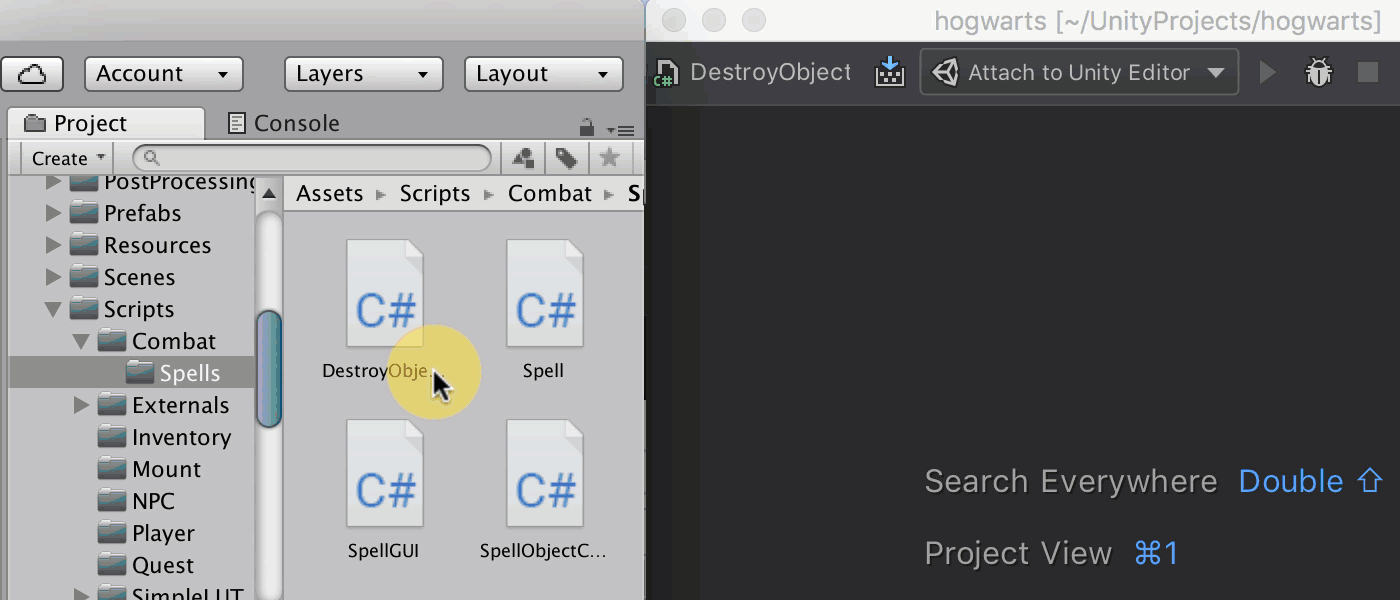 hogwarts [~/UnityProjects/hogwarts]
Account Layers Layout
DestroyObject Attach to Unity Editor
Project Console
Create
PostProcessing
Assets Scripts Combat
Prefabs
Resources
Scenes
Scripts
Combat
Spells
Externals
Inventory
Mount
NPC
Player
Quest
SimpleLUT
C# C#
DestroyObje... Spell
C# C#
SpellGUI SpellObjectC...
Search Everywhere Double ⇧
Project View ⌘1